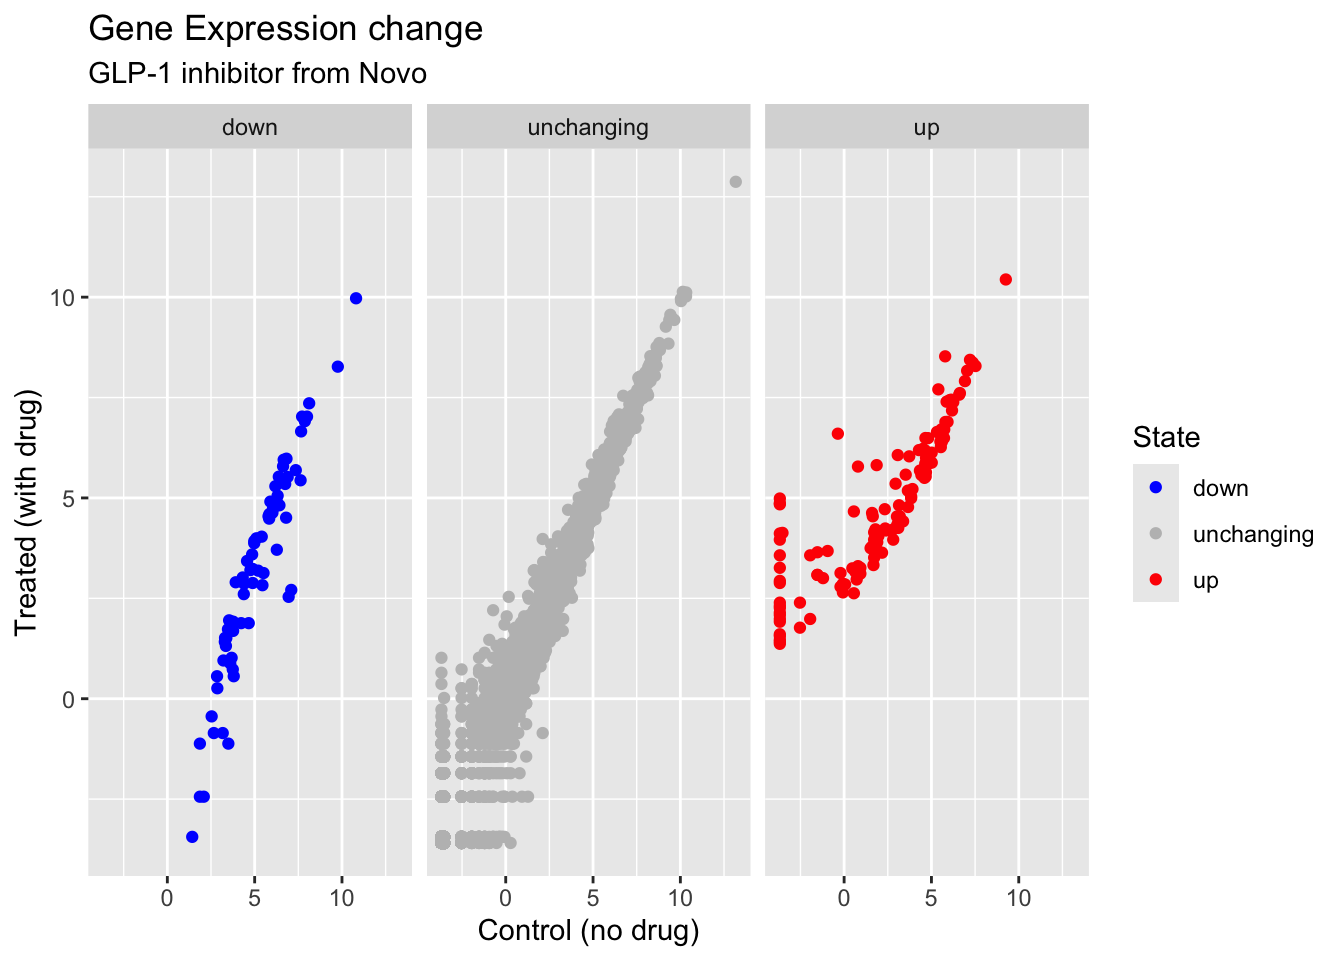 Gene Expression change
GLP-1 inhibitor from Novo
down unchanging up
Treated (with drug)
10
5
0
0 5 10 0 5 10 0 5 10
Control (no drug)
State
down
unchanging
up